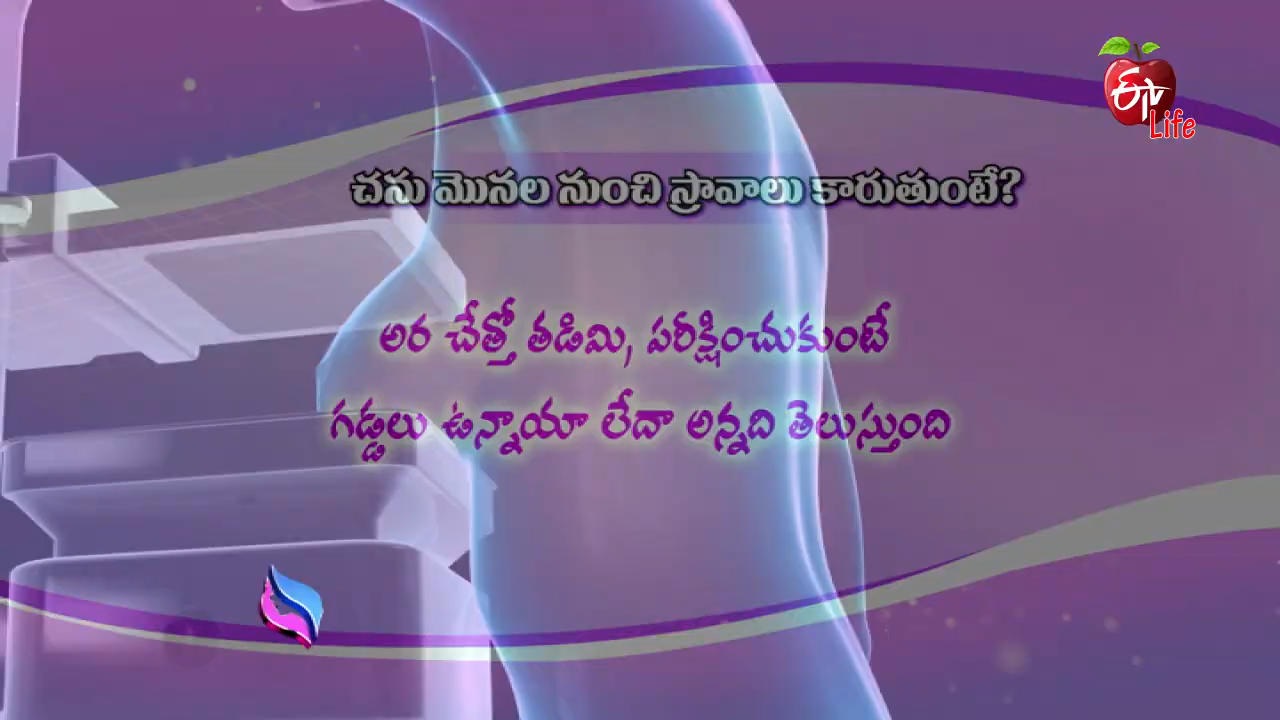 ETV
Life
చను మొనల నుంచి స్రావాలు కారుతుంటే?
అర చేత్తో తడిమి, పరీక్షించుకుంటే
గడ్డలు ఉన్నాయా లేదా అన్నది తెలుస్తుంది